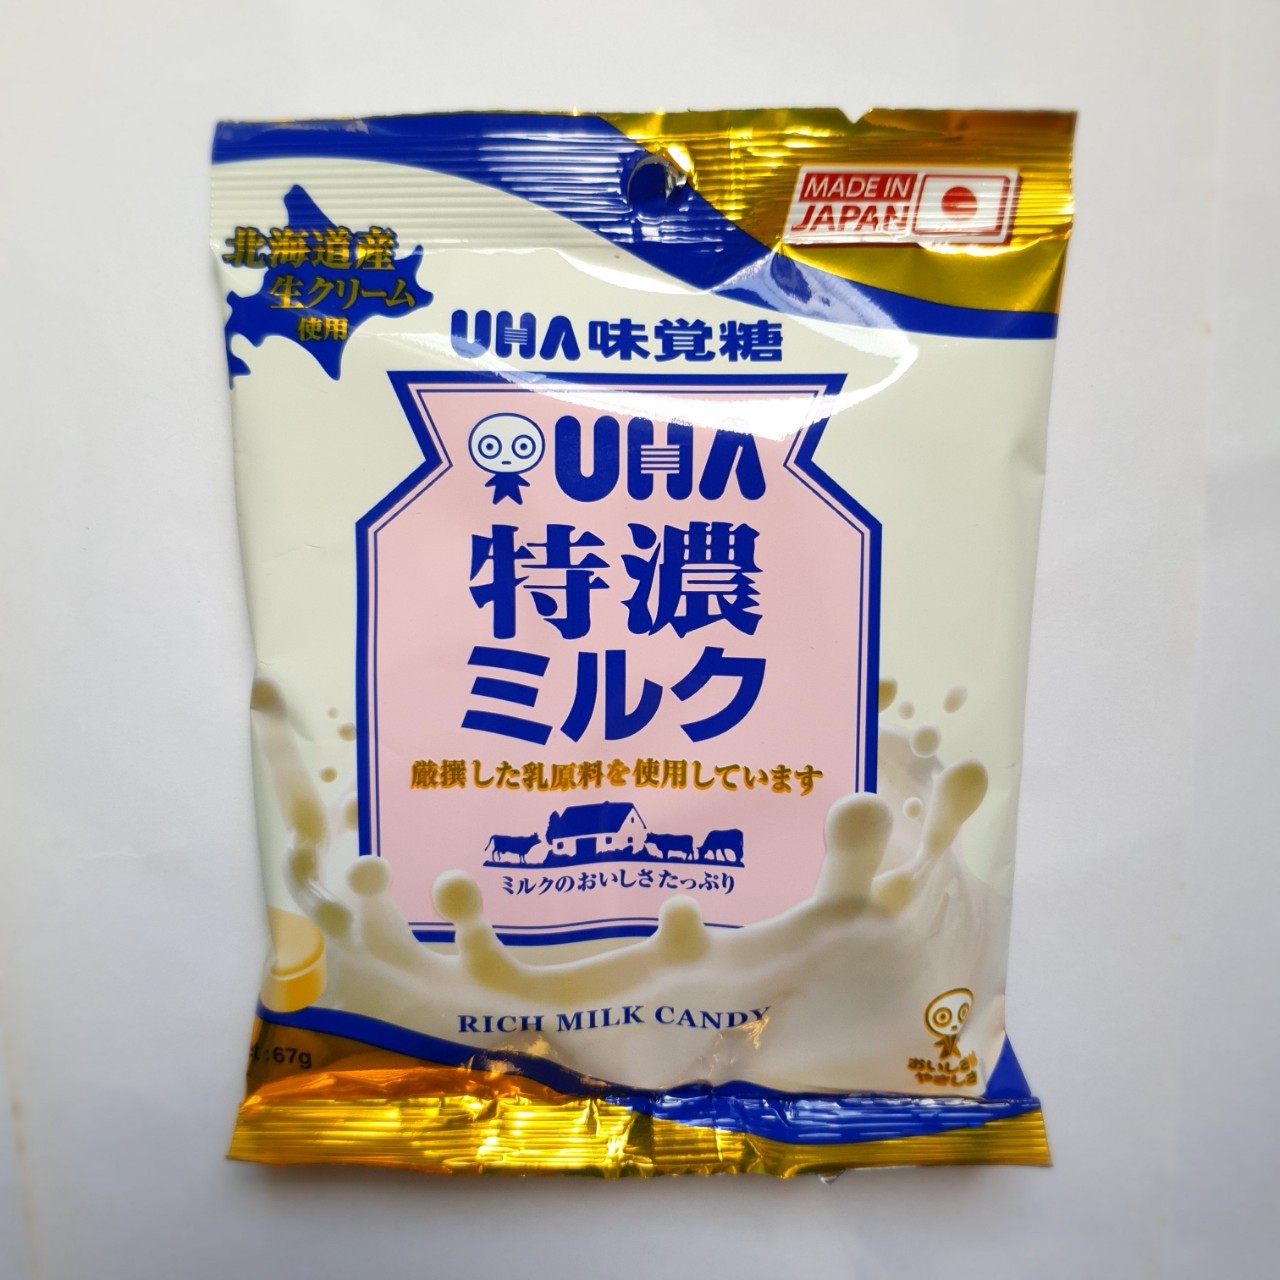 MADE IN
JAPAN
北海道産
生クリーム
使用
UHA味覚糖
UHA
特濃
ミルク
厳撰した乳原料を使用しています
ミルクのおいしさたっぷり
RICH MILK CANDY
: 67g
おいしさは
やさしさ